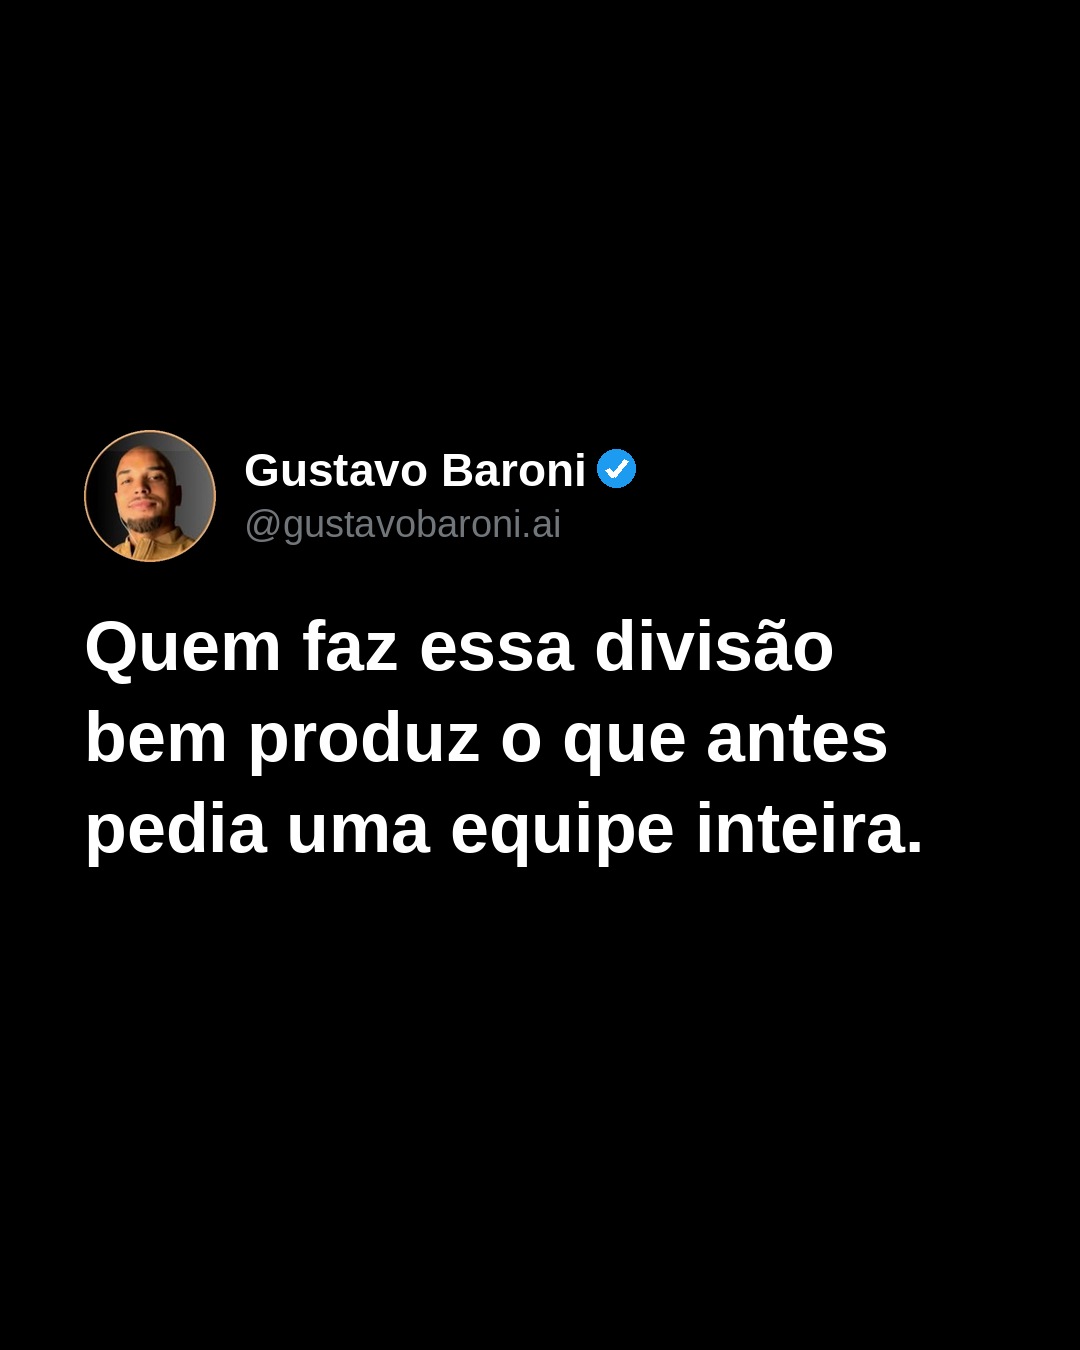 Gustavo Baroni
@gustavobaroni.ai
Quem faz essa divisão
bem produz o que antes
pedia uma equipe inteira.